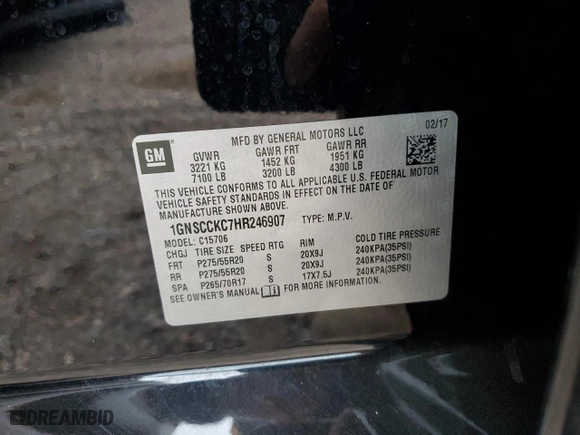 MFD BY GENERAL MOTORS LLC
02/17
GM
GVWR GAWR FRT GAWR RR
3221 KG 1452 KG 1951 KG
7100 LB 3200 LB 4300 LB
THIS VEHICLE CONFORMS TO ALL APPLICABLE U.S. FEDERAL MOTOR
VEHICLE SAFETY STANDARDS IN EFFECT ON THE DATE OF
MANUFACTURE SHOWN ABOVE.
1GNSCCKC7HR246907 TYPE: M.P.V.
MODEL: C15706
CHGJ TIRE SIZE SPEED RTG RIM COLD TIRE PRESSURE
FRT P275/55R20 S 20X9J 240KPA(35PSI)
RR P275/55R20 S 20X9J 240KPA(35PSI)
SPA P265/70R17 S 17X7.5J 240KPA(35PSI)
SEE OWNER'S MANUAL FOR MORE INFORMATION.
DREAMBID